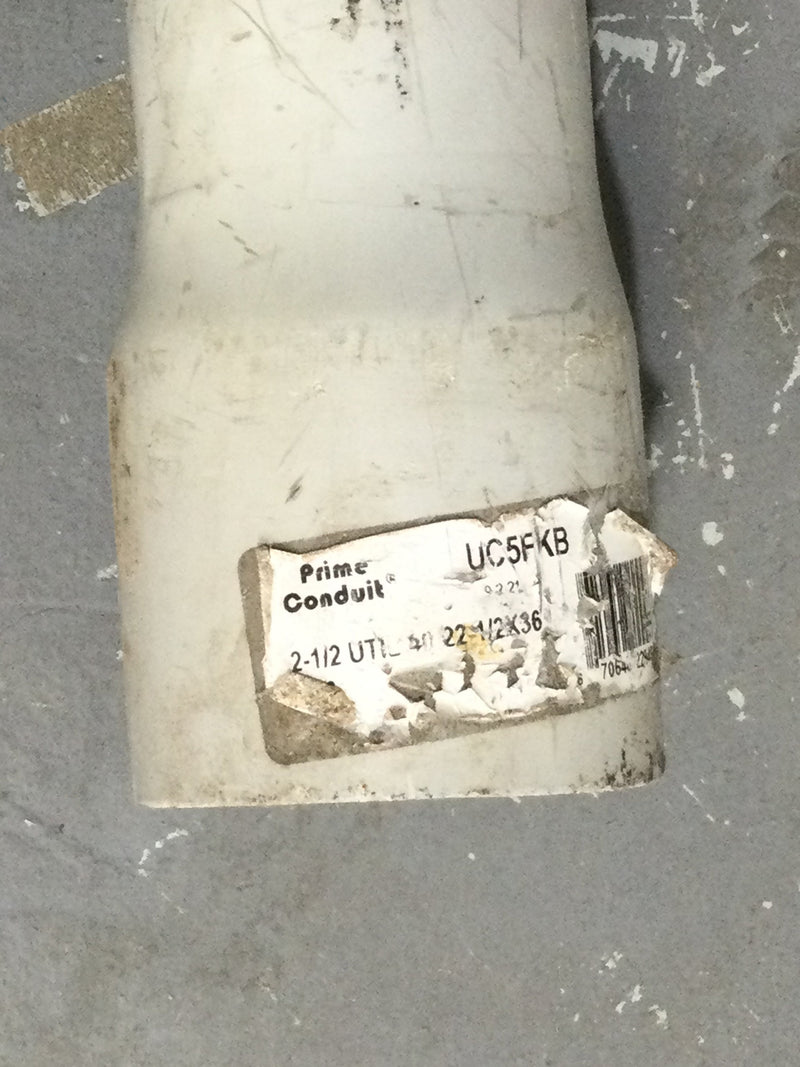 Prime
Conduit®
UC5FKB
2-1/2 UTIL 40 22-1/2X36